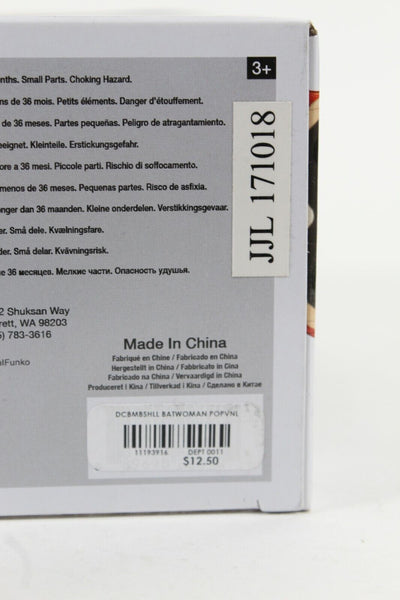 3+
nths. Small Parts. Choking Hazard.
ns de 36 mois. Petits éléments. Danger d'étouffement.
de 36 meses. Partes pequeñas. Peligro de atragantamiento.
eeignet. Kleinteile. Erstickungsgefahr.
ore a 36 mesi. Piccole parti. Rischio di soffocamento.
menos de 36 meses. Pequenas partes. Risco de asfixia.
nger dan 36 maanden. Kleine onderdelen. Verstikkingsgevaar.
er. Små dele. Kvælningsfare.
der. Små delar. Kvävningsrisk.
е 36 месяцев. Мелкие части. Опасность удушья.
JJL 171018
2 Shuksan Way
rett, WA 98203
5) 783-3616
alFunko
Made In China
Fabriqué en Chine / Fabricado en China
Hergestellt in China / Fabbricato in Cina
Fabricado na China / Vervaardigd in China
Produceret i Kina / Tillverkad i Kina / Сделано в Китае
DCBMBSHLL BATWOMAN POPVNL
11193916 DEPT 0011
$12.50